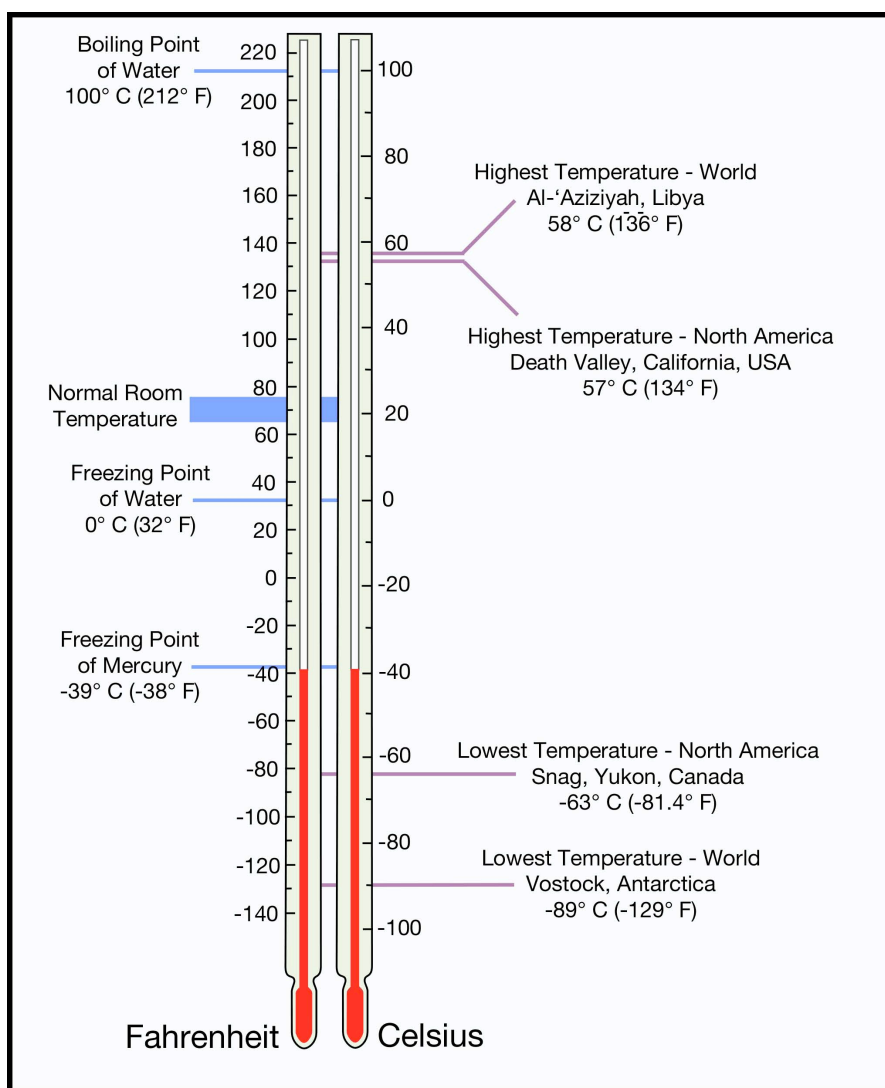 Boiling Point
of Water
100° C (212° F)
220
200
180
160
140
120
100
80
60
40
20
0
-20
-40
-60
-80
-100
-120
-140
100
80
60
40
20
0
-20
-40
-60
-80
-100
Highest Temperature - World
Al-‘Aziziyah, Libya
58° C (136° F)
Highest Temperature - North America
Death Valley, California, USA
57° C (134° F)
Normal Room
Temperature
Freezing Point
of Water
0° C (32° F)
Freezing Point
of Mercury
-39° C (-38° F)
Lowest Temperature - North America
Snag, Yukon, Canada
-63° C (-81.4° F)
Lowest Temperature - World
Vostock, Antarctica
-89° C (-129° F)
Fahrenheit
Celsius